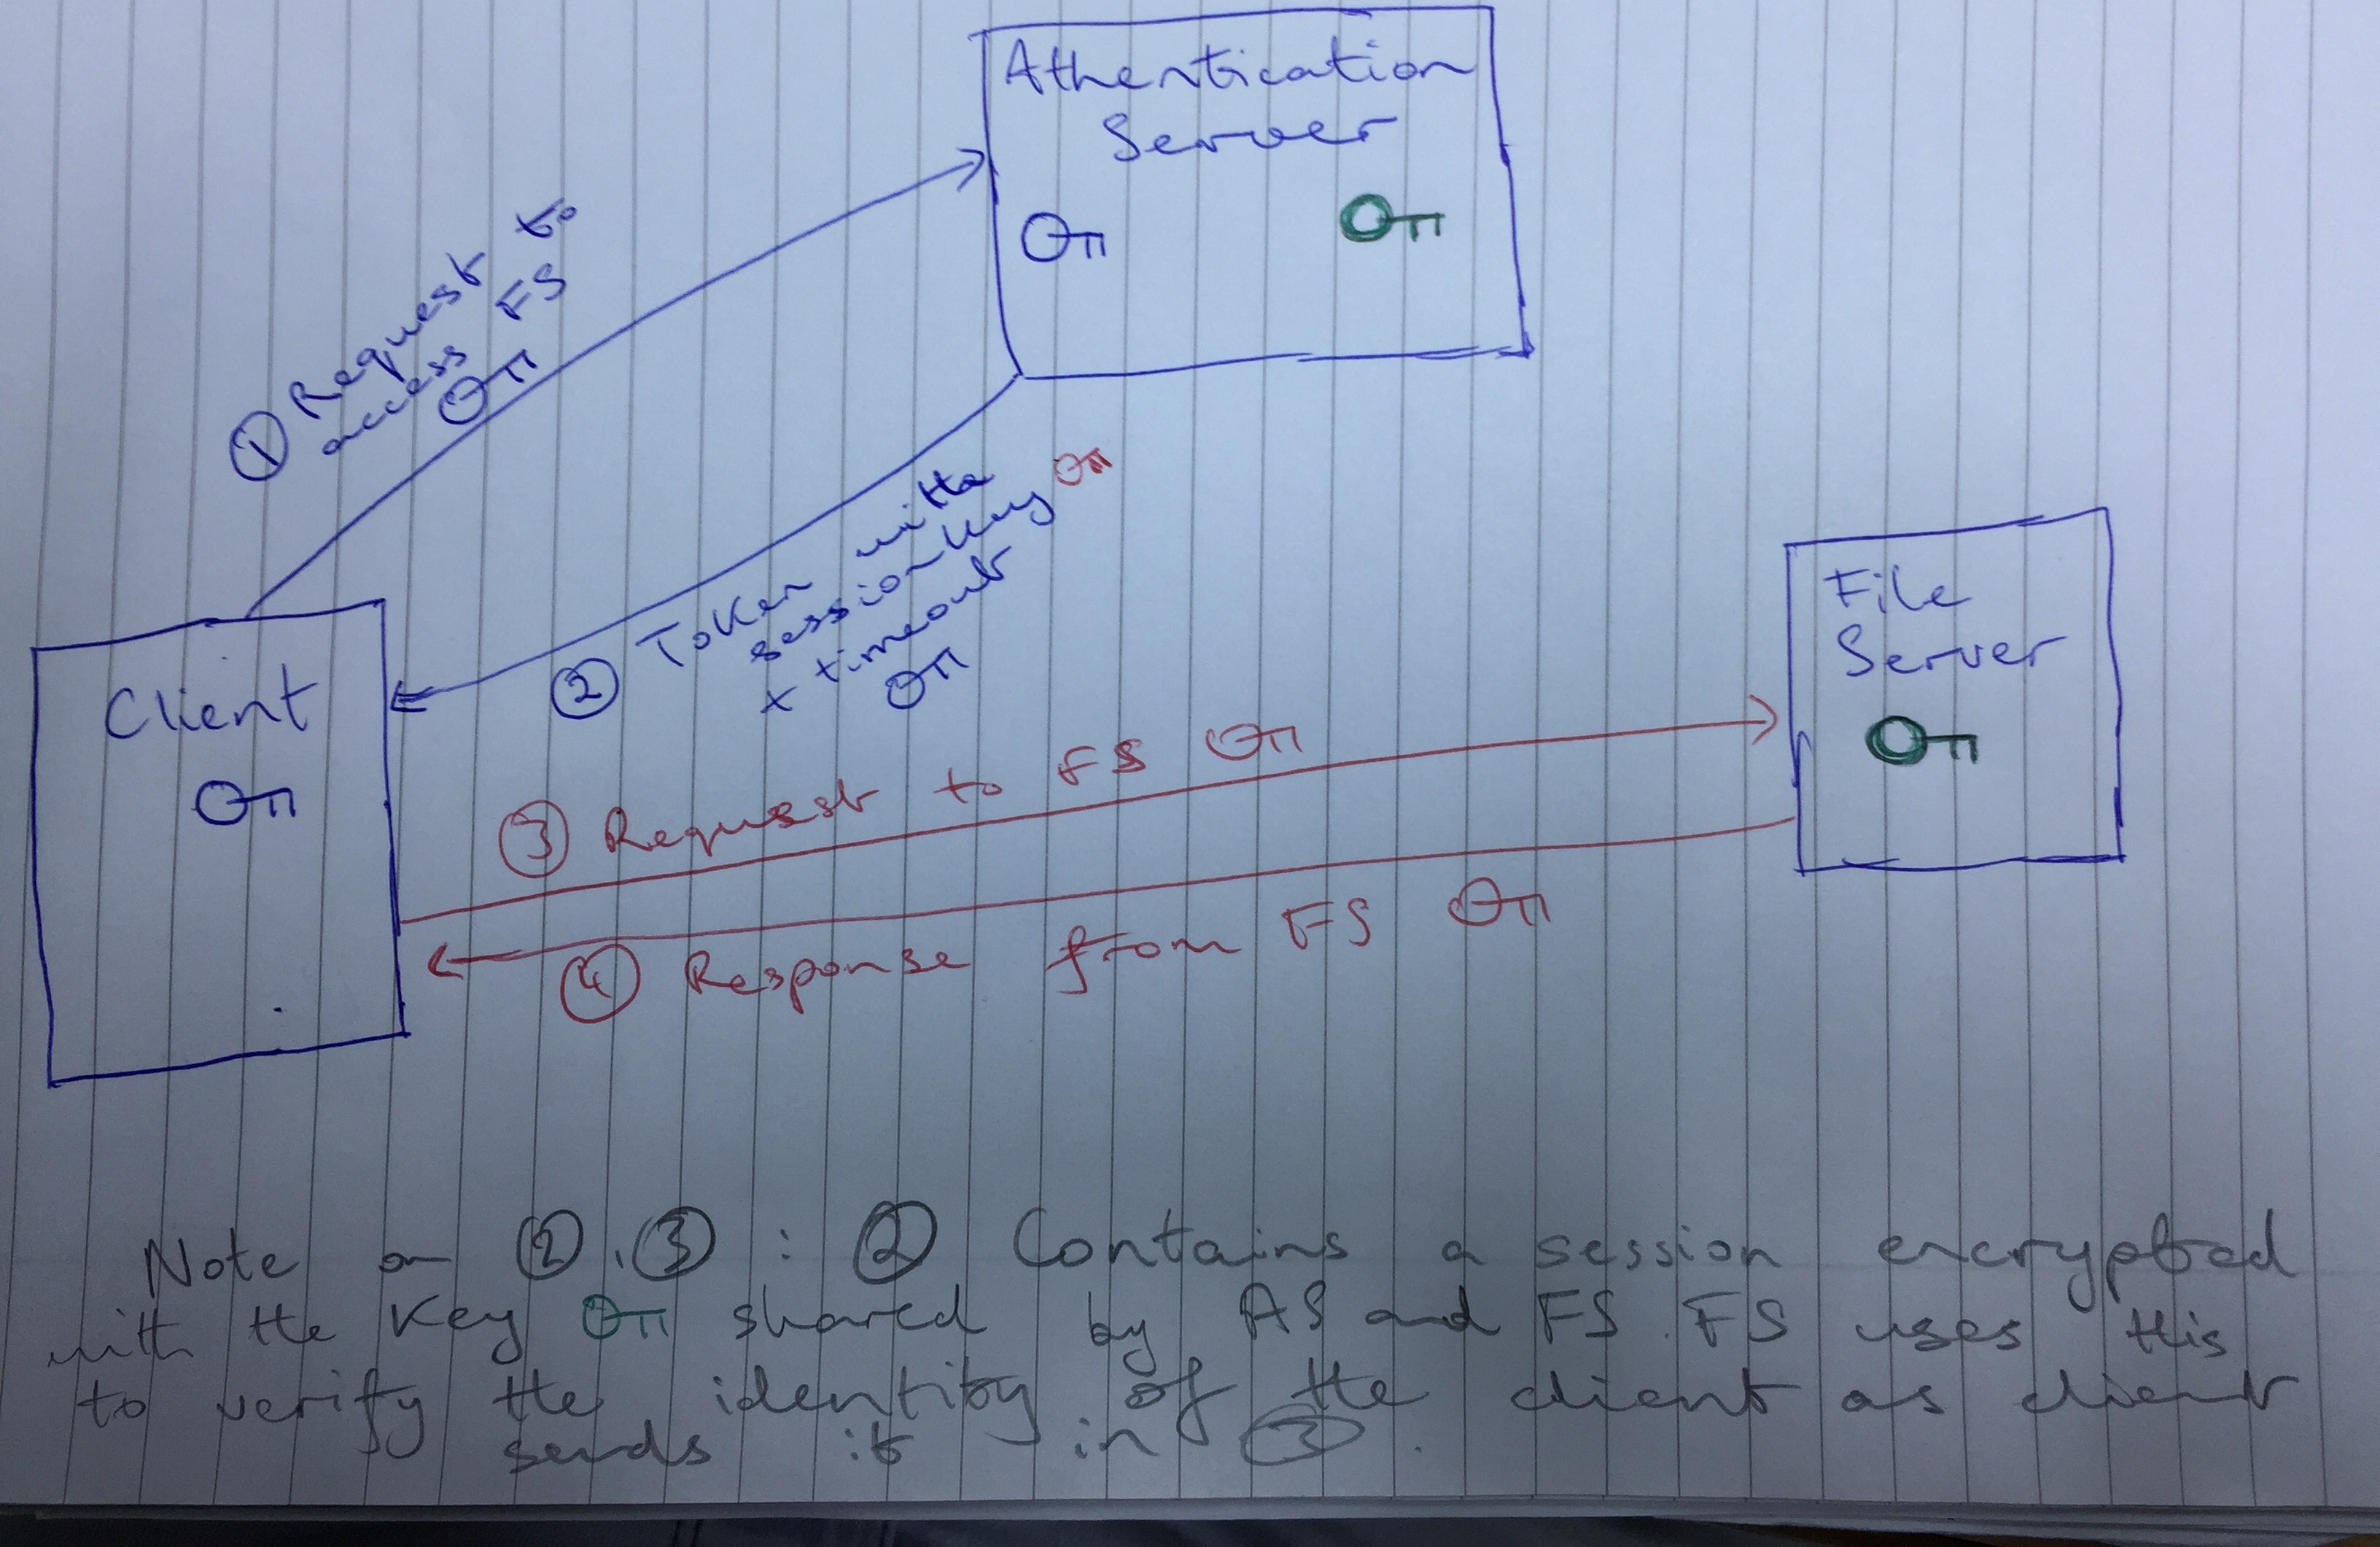 Athentication
Server
① Request to
access FS
② Token with
session key
+ timeout
Client
File
Server
③ Request to FS
④ Response from FS
Note on ②,③ : ② Contains a session encrypted
with the key shared by AS and FS. FS uses this
to verify the identity of the client as client
sends it in ③.